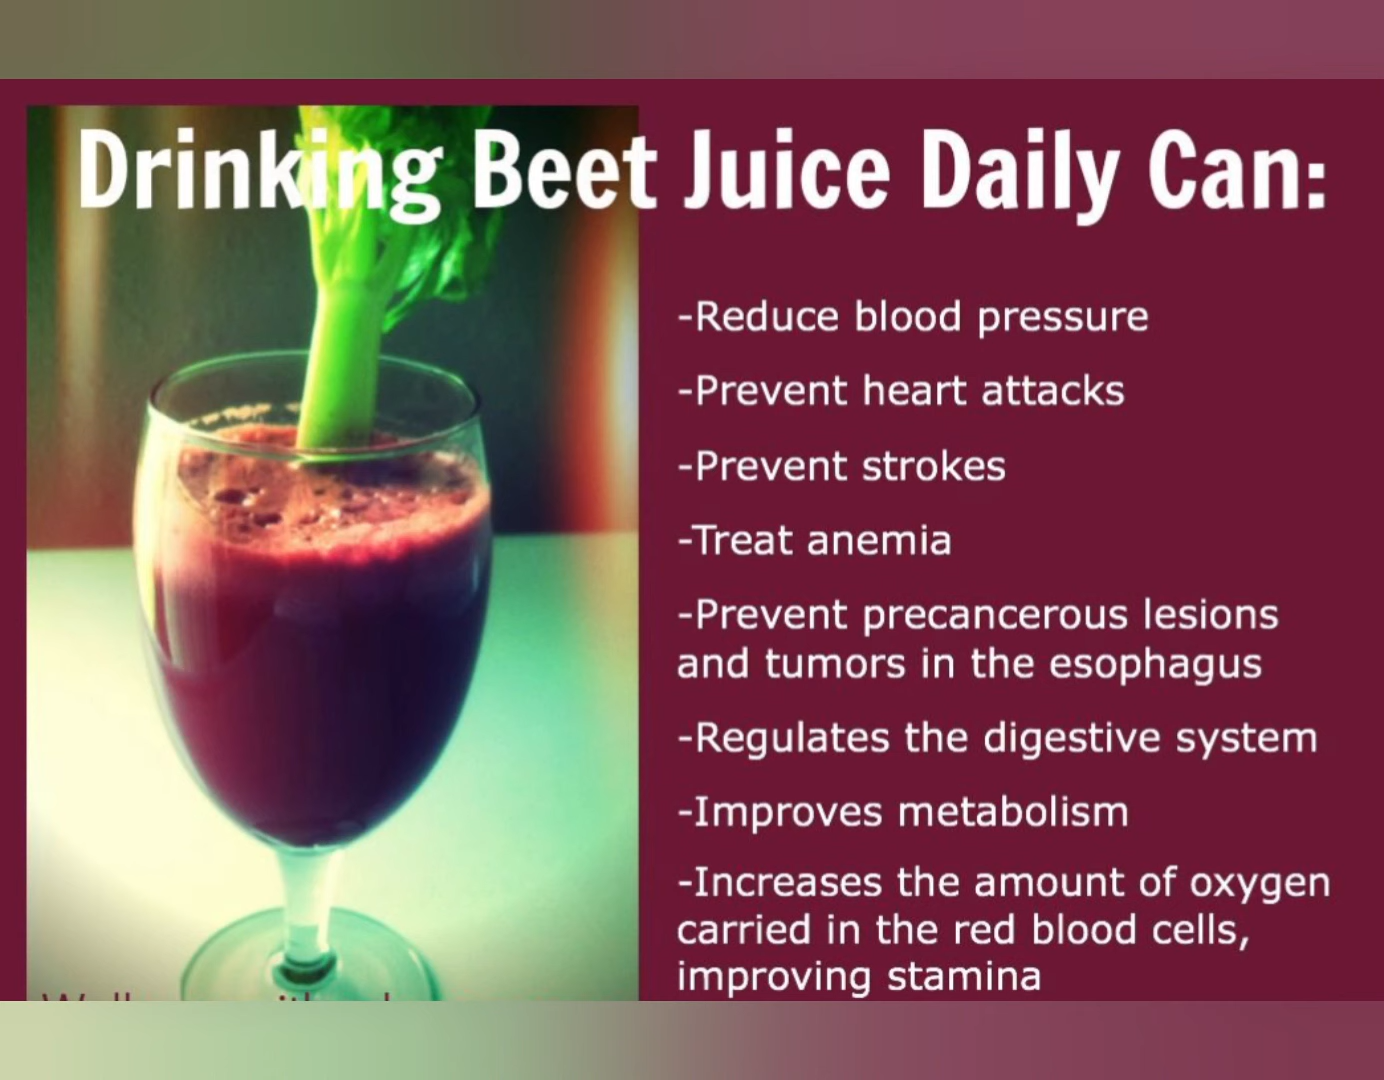 Drinking Beet Juice Daily Can:
-Reduce blood pressure
-Prevent heart attacks
-Prevent strokes
-Treat anemia
-Prevent precancerous lesions
and tumors in the esophagus
-Regulates the digestive system
-Improves metabolism
-Increases the amount of oxygen
carried in the red blood cells,
improving stamina